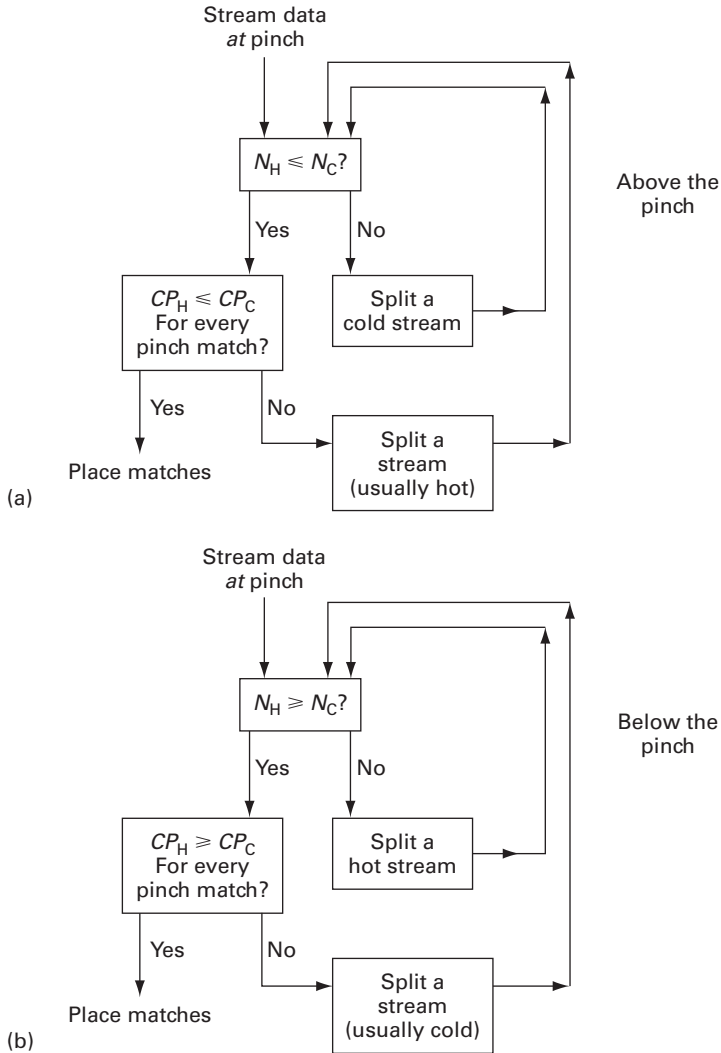 Stream data
at pinch
N_H ≤ N_C?
Above the
pinch
Yes
No
CP_H ⩽ CP_C
For every
pinch match?
Split a
cold stream
Yes
No
Place matches
Split a
stream
(usually hot)
(a)
Stream data
at pinch
N_H ⩾ N_C?
Below the
pinch
Yes
No
CP_H ⩾ CP_C
For every
pinch match?
Split a
hot stream
Yes
No
Place matches
Split a
stream
(usually cold)
(b)